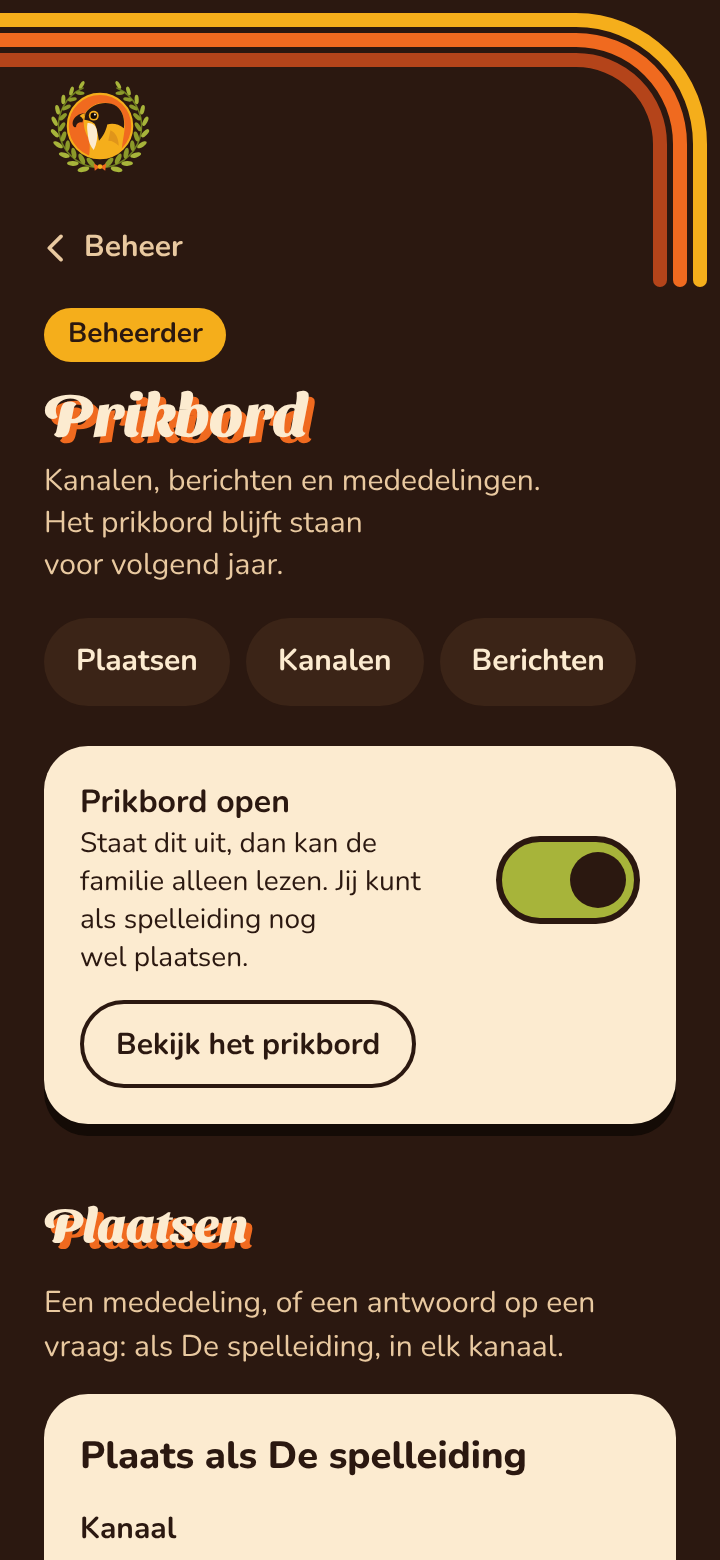 Beheer
Beheerder
Prikbord
Kanalen, berichten en mededelingen.
Het prikbord blijft staan
voor volgend jaar.
Plaatsen
Kanalen
Berichten
Prikbord open
Staat dit uit, dan kan de
familie alleen lezen. Jij kunt
als spelleiding nog
wel plaatsen.
Bekijk het prikbord
Plaatsen
Een mededeling, of een antwoord op een
vraag: als De spelleiding, in elk kanaal.
Plaats als De spelleiding
Kanaal